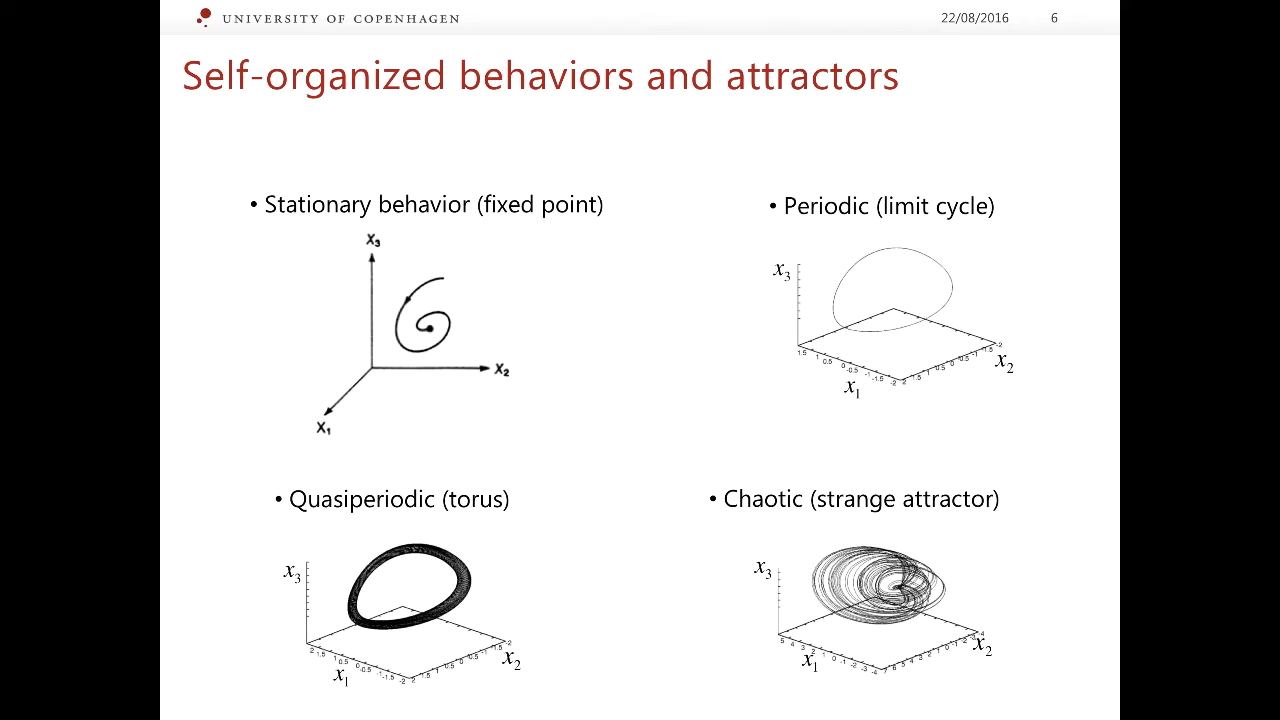 UNIVERSITY OF COPENHAGEN
22/08/2016
6
Self-organized behaviors and attractors
• Stationary behavior (fixed point)
X₃
X₂
X₁
• Periodic (limit cycle)
x₃
x₂
x₁
• Quasiperiodic (torus)
x₃
x₂
x₁
• Chaotic (strange attractor)
x₃
x₂
x₁